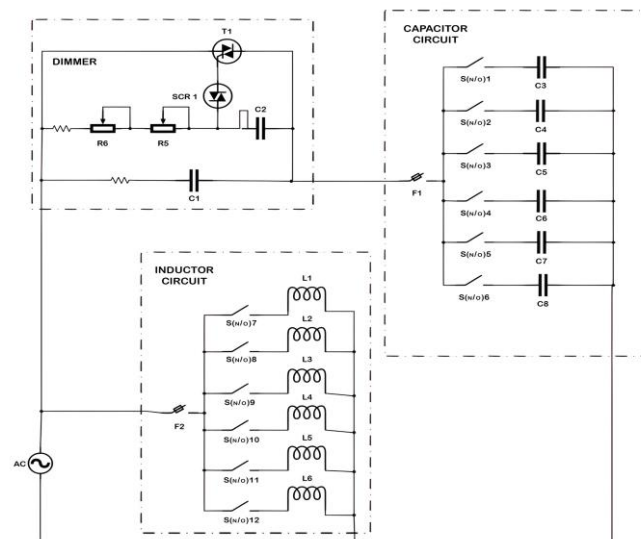 T1
DIMMER
SCR 1
C2
R6
R5
C1
CAPACITOR
CIRCUIT
S(N/O)1
C3
S(N/O)2
C4
S(N/O)3
C5
F1
S(N/O)4
C6
S(N/O)5
C7
S(N/O)6
C8
INDUCTOR
CIRCUIT
L1
S(N/O)7
L2
S(N/O)8
L3
S(N/O)9
L4
F2
S(N/O)10
L5
S(N/O)11
L6
S(N/O)12
AC